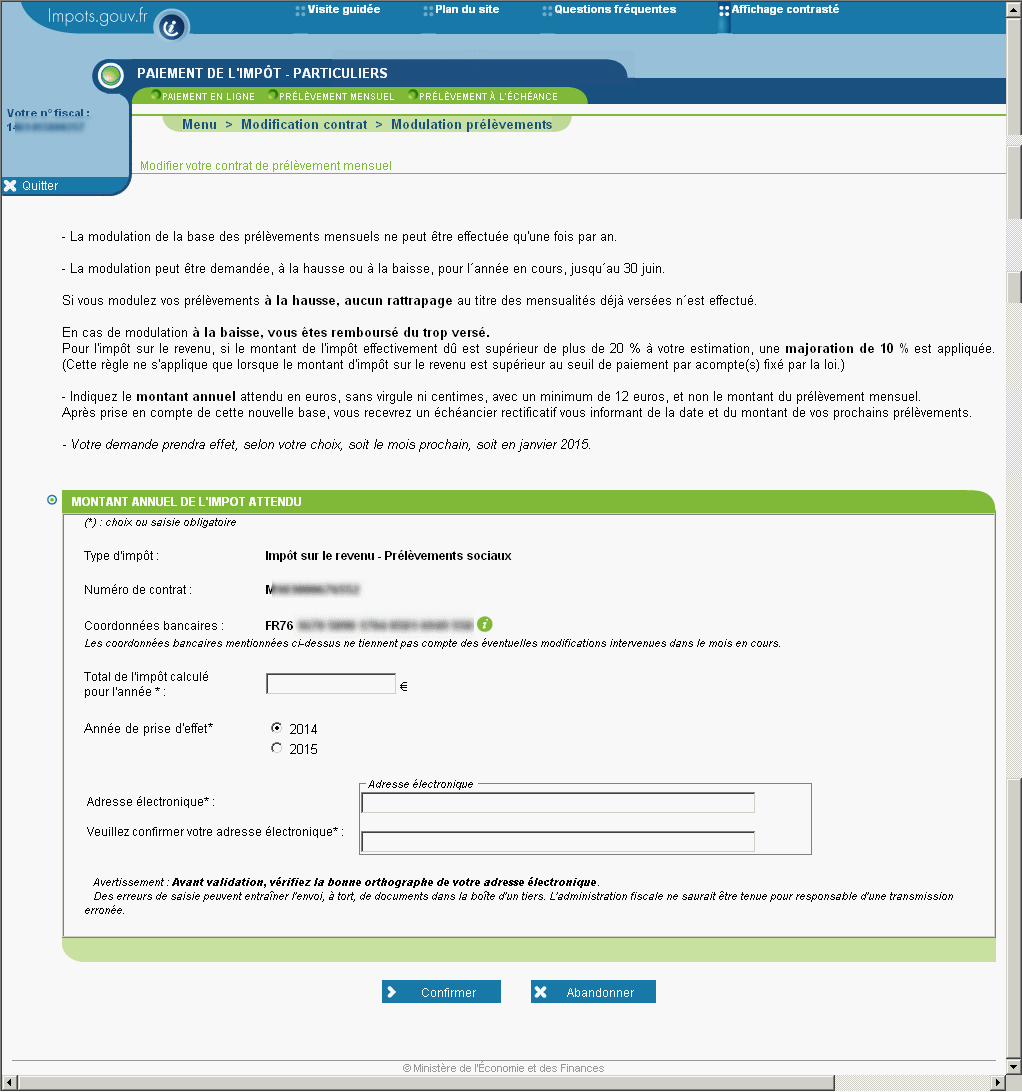 Impots.gouv.fr
Visite guidée
Plan du site
Questions fréquentes
Affichage contrasté
PAIEMENT DE L'IMPÔT - PARTICULIERS
PAIEMENT EN LIGNE
PRÉLÈVEMENT MENSUEL
PRÉLÈVEMENT À L'ÉCHÉANCE
Votre n° fiscal :
Menu > Modification contrat > Modulation prélèvements
Modifier votre contrat de prélèvement mensuel
Quitter
- La modulation de la base des prélèvements mensuels ne peut être effectuée qu'une fois par an.
- La modulation peut être demandée, à la hausse ou à la baisse, pour l´année en cours, jusqu´au 30 juin.
Si vous modulez vos prélèvements à la hausse, aucun rattrapage au titre des mensualités déjà versées n´est effectué.
En cas de modulation à la baisse, vous êtes remboursé du trop versé.
Pour l'impôt sur le revenu, si le montant de l'impôt effectivement dû est supérieur de plus de 20 % à votre estimation, une majoration de 10 % est appliquée.
(Cette règle ne s'applique que lorsque le montant d'impôt sur le revenu est supérieur au seuil de paiement par acompte(s) fixé par la loi.)
- Indiquez le montant annuel attendu en euros, sans virgule ni centimes, avec un minimum de 12 euros, et non le montant du prélèvement mensuel.
Après prise en compte de cette nouvelle base, vous recevrez un échéancier rectificatif vous informant de la date et du montant de vos prochains prélèvements.
- Votre demande prendra effet, selon votre choix, soit le mois prochain, soit en janvier 2015.
MONTANT ANNUEL DE L'IMPOT ATTENDU
(*) : choix ou saisie obligatoire
Type d'impôt : Impôt sur le revenu - Prélèvements sociaux
Numéro de contrat :
Coordonnées bancaires : FR76
Les coordonnées bancaires mentionnées ci-dessus ne tiennent pas compte des éventuelles modifications intervenues dans le mois en cours.
Total de l'impôt calculé
pour l'année * : €
Année de prise d'effet* 2014
2015
Adresse électronique
Adresse électronique* :
Veuillez confirmer votre adresse électronique* :
Avertissement : Avant validation, vérifiez la bonne orthographe de votre adresse électronique.
Des erreurs de saisie peuvent entraîner l'envoi, à tort, de documents dans la boîte d'un tiers. L'administration fiscale ne saurait être tenue pour responsable d'une transmission
erronée.
Confirmer
Abandonner
© Ministère de l'Économie et des Finances